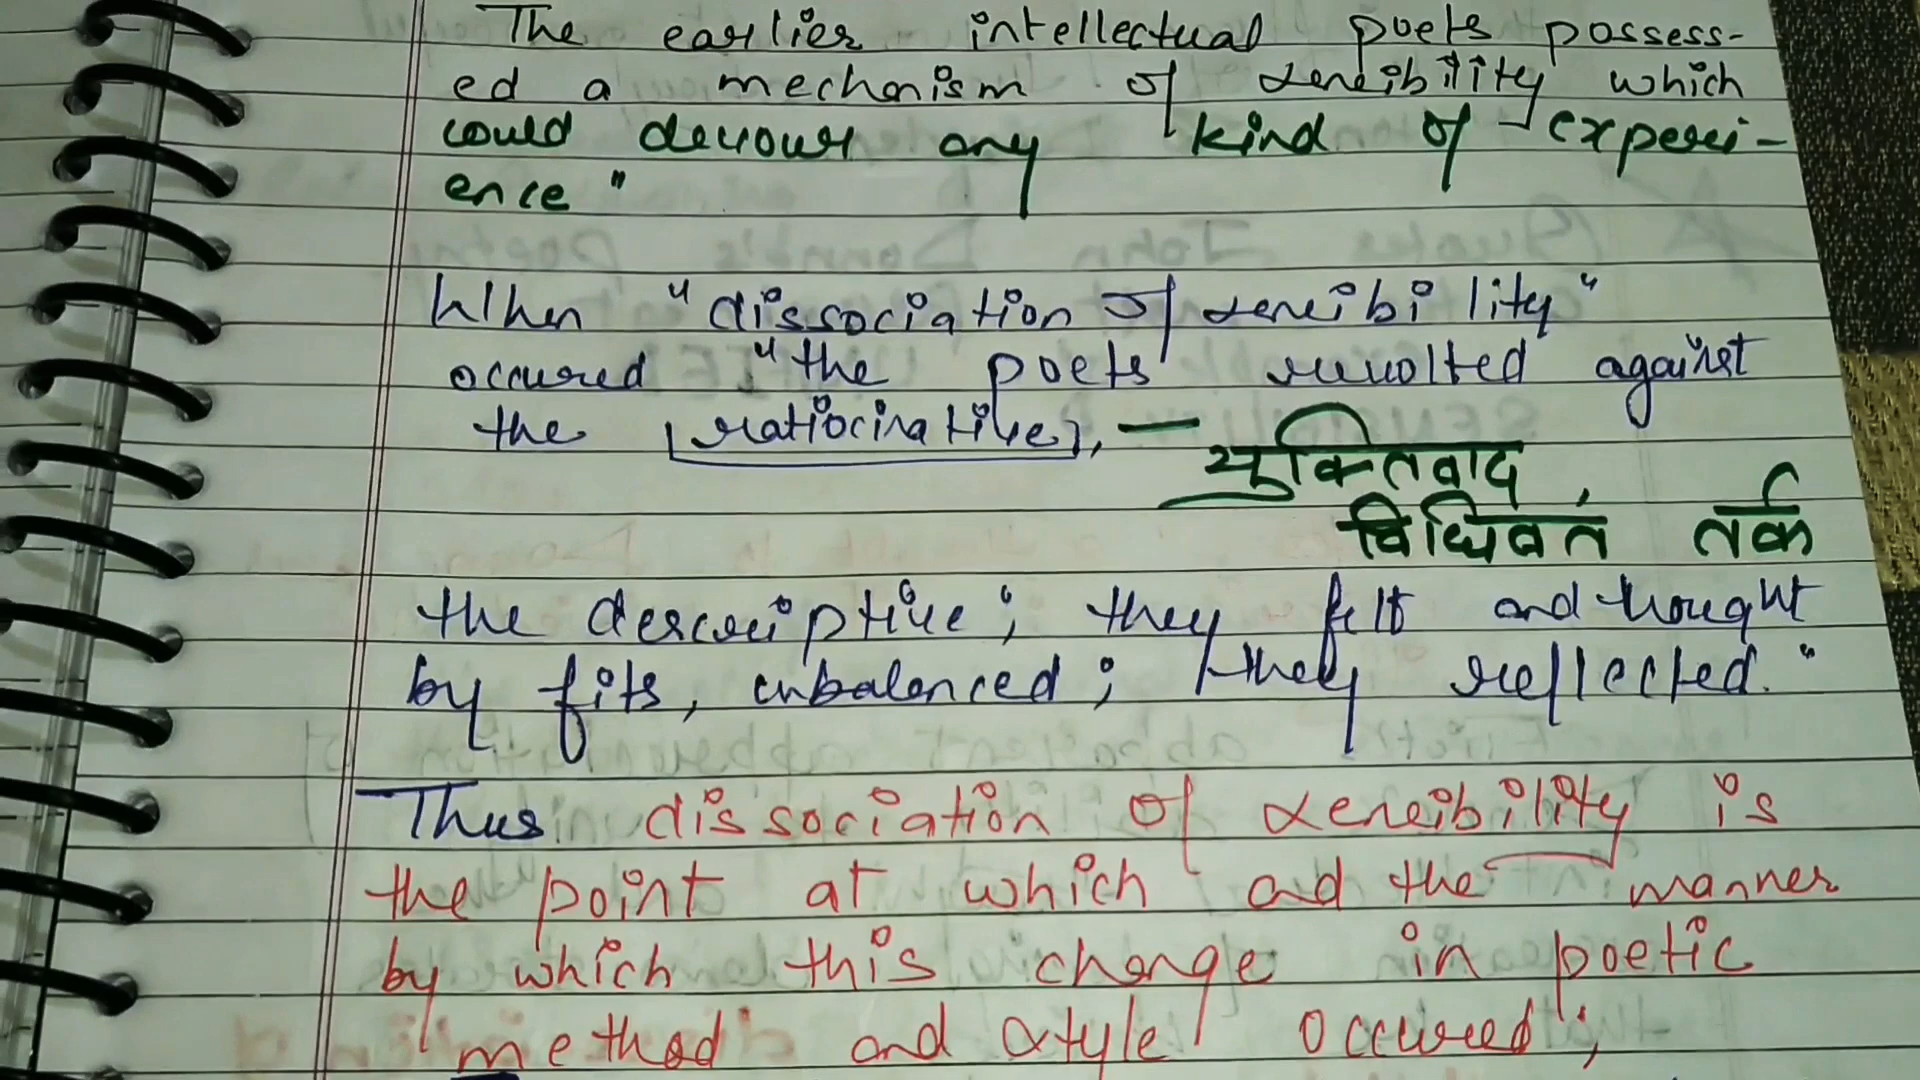 The earlier intellectual poets possess-
ed a mechanism of sensibility which
could devour any kind of experi-
ence"
When "dissociation of sensibility"
occured "the poets revolted against
the ratiocinative, —
युक्तिवाद,
विधिवत तर्क
the descriptive; they felt and thought
by fits, unbalanced; they reflected."
Thus dissociation of sensibility is
the point at which ad the manner
by which this change in poetic
method and style occured;